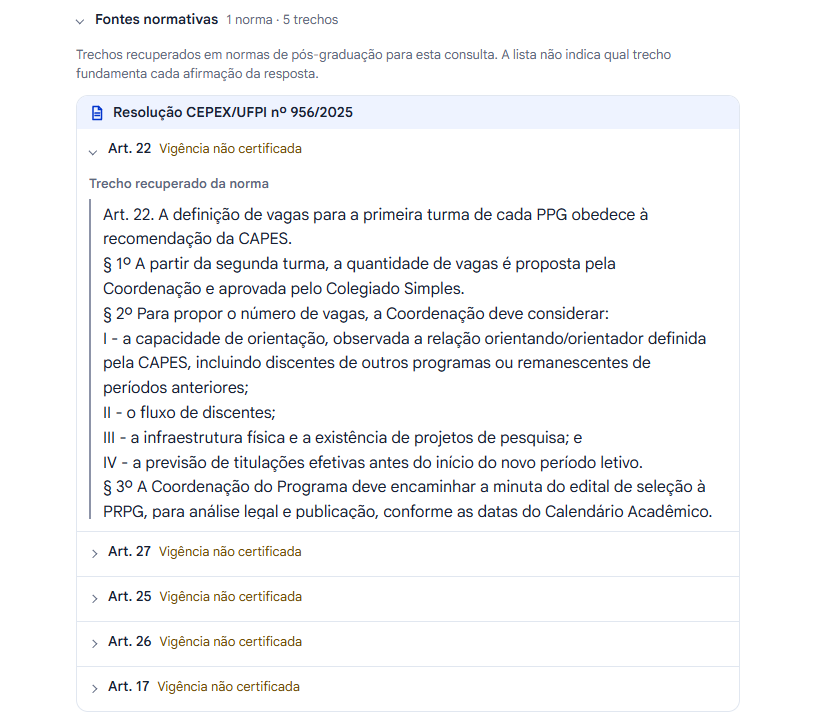 Fontes normativas 1 norma · 5 trechos
Trechos recuperados em normas de pós-graduação para esta consulta. A lista não indica qual trecho
fundamenta cada afirmação da resposta.
Resolução CEPEX/UFPI nº 956/2025
Art. 22 Vigência não certificada
Trecho recuperado da norma
Art. 22. A definição de vagas para a primeira turma de cada PPG obedece à
recomendação da CAPES.
§ 1º A partir da segunda turma, a quantidade de vagas é proposta pela
Coordenação e aprovada pelo Colegiado Simples.
§ 2º Para propor o número de vagas, a Coordenação deve considerar:
I - a capacidade de orientação, observada a relação orientando/orientador definida
pela CAPES, incluindo discentes de outros programas ou remanescentes de
períodos anteriores;
II - o fluxo de discentes;
III - a infraestrutura física e a existência de projetos de pesquisa; e
IV - a previsão de titulações efetivas antes do início do novo período letivo.
§ 3º A Coordenação do Programa deve encaminhar a minuta do edital de seleção à
PRPG, para análise legal e publicação, conforme as datas do Calendário Acadêmico.
Art. 27 Vigência não certificada
Art. 25 Vigência não certificada
Art. 26 Vigência não certificada
Art. 17 Vigência não certificada